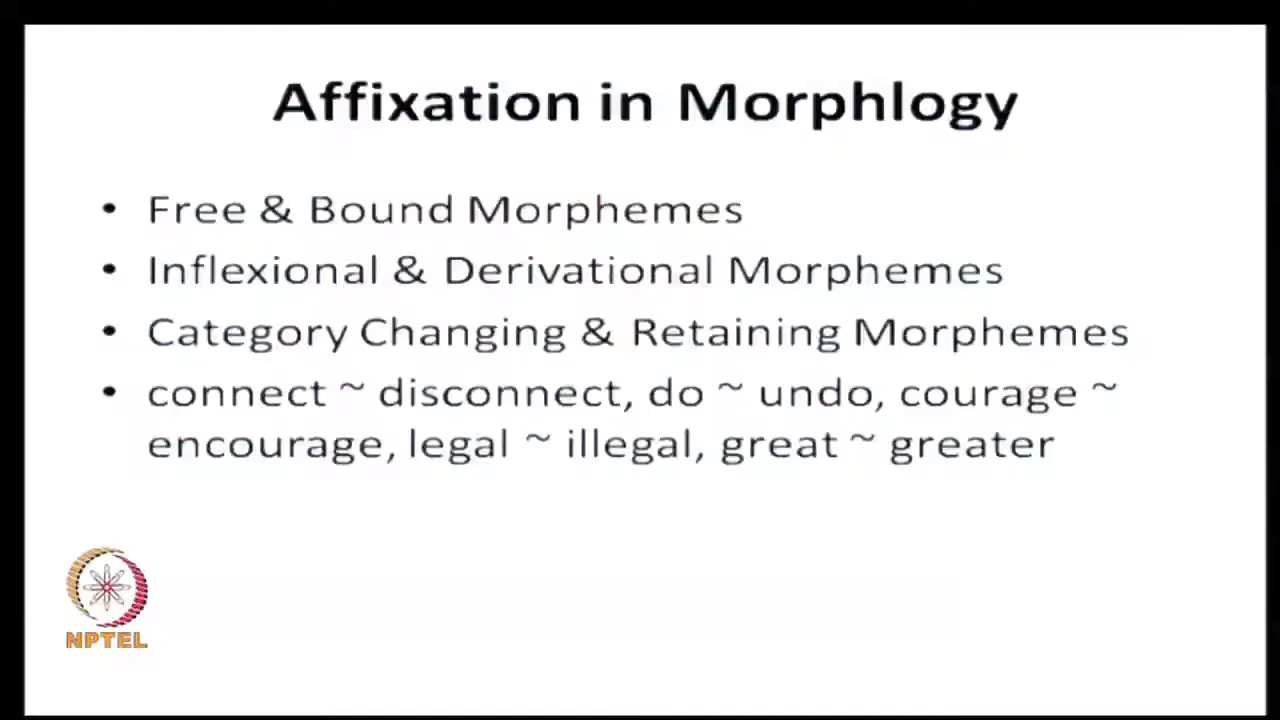 Affixation in Morphlogy
• Free & Bound Morphemes
• Inflexional & Derivational Morphemes
• Category Changing & Retaining Morphemes
• connect ~ disconnect, do ~ undo, courage ~
encourage, legal ~ illegal, great ~ greater
NPTEL